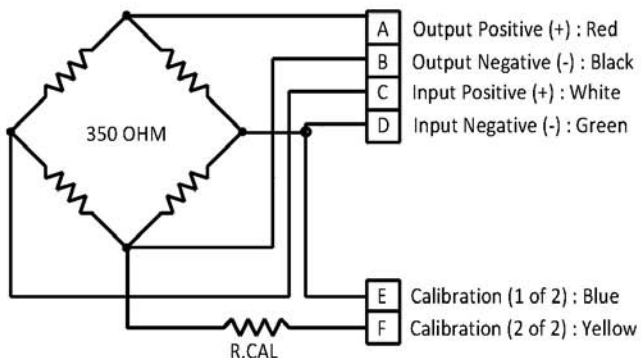 A Output Positive (+) : Red
B Output Negative (-) : Black
C Input Positive (+) : White
D Input Negative (-) : Green
350 OHM
E Calibration (1 of 2) : Blue
F Calibration (2 of 2) : Yellow
R.CAL